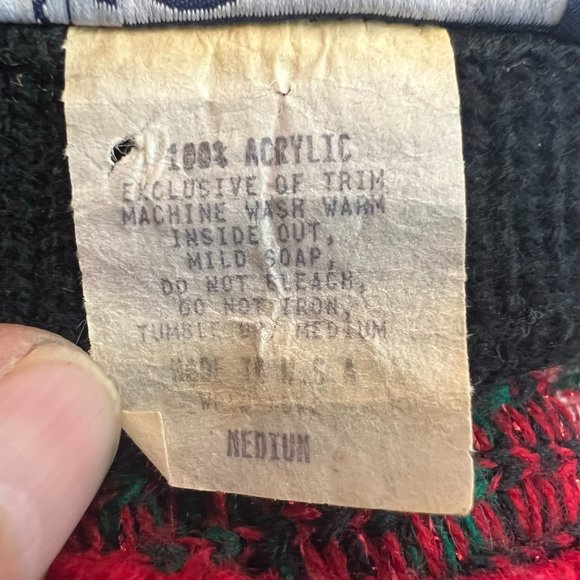 100% ACRYLIC
EXCLUSIVE OF TRIM
MACHINE WASH WARM
INSIDE OUT,
MILD SOAP,
DO NOT BLEACH,
DO NOT IRON,
TUMBLE DRY MEDIUM
MADE IN U.S.A
MEDIUM